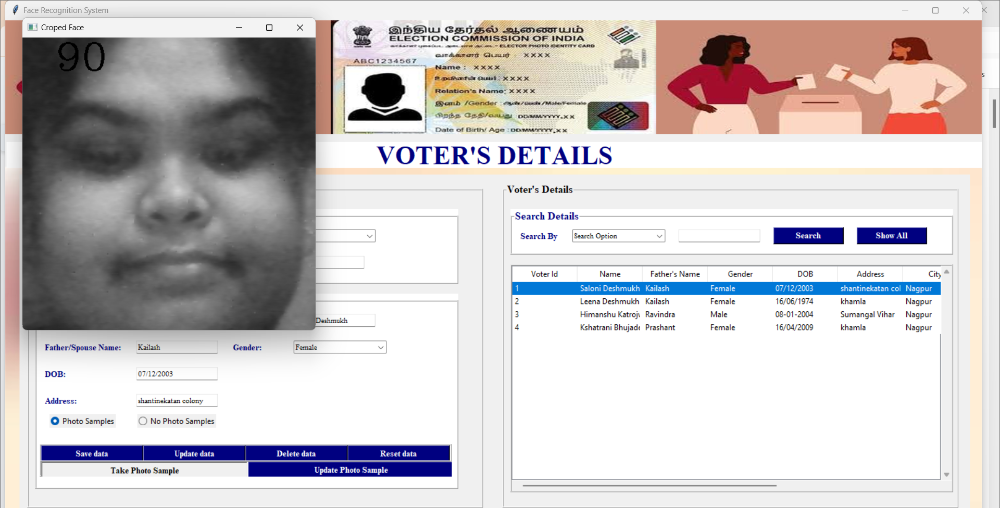 Face Recognition System
Croped Face
90
இந்திய தேர்தல் ஆணையம்
ELECTION COMMISSION OF INDIA
ELECTOR PHOTO IDENTITY CARD
வாக்காளர் பெயர் : XXXX
ABC1234567
Name : XXXX
உறவினரின் பெயர் : XXXX
Relation's Name: XXXX
இனம் /Gender : ஆண்/பெண்/Male/Female
பிறந்த தேதி/வயது DD/MM/YYYY,XX
Date of Birth/ Age :DD/MM/YYYY,XX
s
VOTER'S DETAILS
Deshmukh
Father/Spouse Name: Kailash Gender: Female
DOB: 07/12/2003
Address: shantinekatan colony
Photo Samples No Photo Samples
Save data Update data Delete data Reset data
Take Photo Sample Update Photo Sample
Voter's Details
Search Details
Search By Search Option Search Show All
Voter Id Name Father's Name Gender DOB Address City
1 Saloni Deshmukh Kailash Female 07/12/2003 shantinekatan col Nagpur
2 Leena Deshmukh Kailash Female 16/06/1974 khamla Nagpur
3 Himanshu Katrojv Ravindra Male 08-01-2004 Sumangal Vihar Nagpur
4 Kshatrani Bhujade Prashant Female 16/04/2009 khamla Nagpur